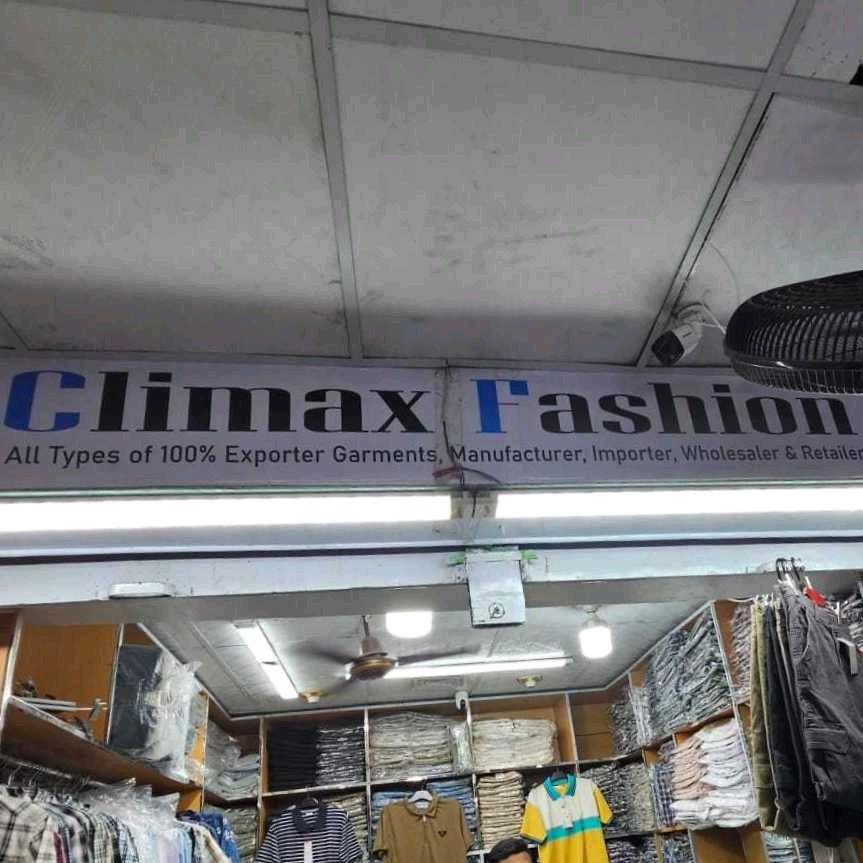 Climax Fashion
All Types of 100% Exporter Garments, Manufacturer, Importer, Wholesaler & Retailer